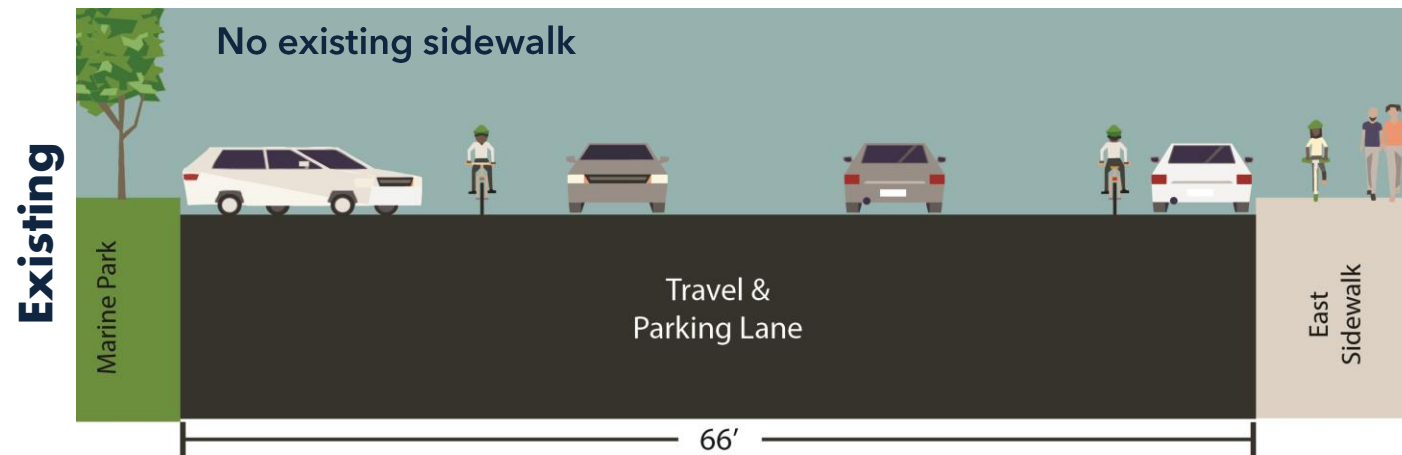 Existing
No existing sidewalk
Marine Park
Travel &
Parking Lane
East
Sidewalk
66’